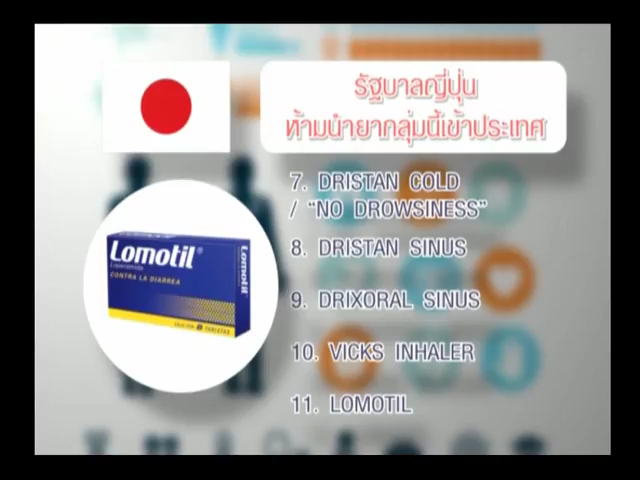 รัฐบาลญี่ปุ่น
ห้ามนำยากลุ่มนี้เข้าประเทศ
7. DRISTAN COLD
/ “NO DROWSINESS”
8. DRISTAN SINUS
9. DRIXORAL SINUS
10. VICKS INHALER
11. LOMOTIL
Lomotil®
CONTRA LA DIARREA
TABLETAS
Lomotil